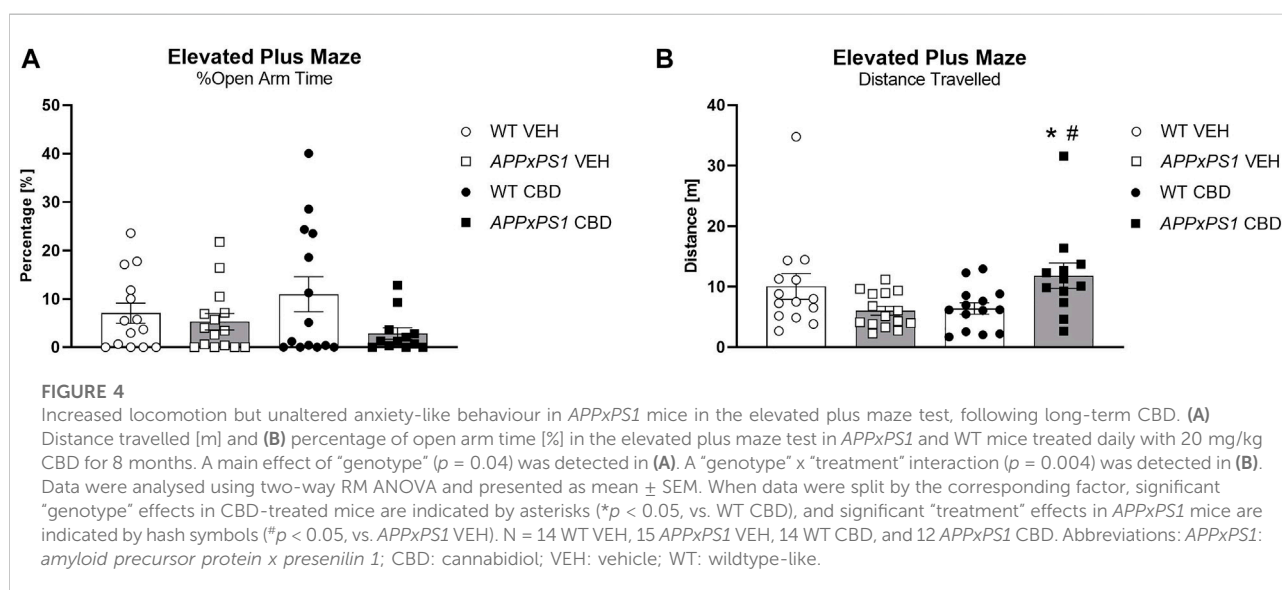 A
Elevated Plus Maze
%Open Arm Time
50
40
30
20
10
0
Percentage [%]
WT VEH
APPxPS1 VEH
WT CBD
APPxPS1 CBD
B
Elevated Plus Maze
Distance Travelled
40
30
20
10
0
Distance [m]
* #
WT VEH
APPxPS1 VEH
WT CBD
APPxPS1 CBD
FIGURE 4
Increased locomotion but unaltered anxiety-like behaviour in APPxPS1 mice in the elevated plus maze test, following long-term CBD. (A)
Distance travelled [m] and (B) percentage of open arm time [%] in the elevated plus maze test in APPxPS1 and WT mice treated daily with 20 mg/kg
CBD for 8 months. A main effect of "genotype" (p = 0.04) was detected in (A). A "genotype" x "treatment" interaction (p = 0.004) was detected in (B).
Data were analysed using two-way RM ANOVA and presented as mean ± SEM. When data were split by the corresponding factor, significant
"genotype" effects in CBD-treated mice are indicated by asterisks (*p < 0.05, vs. WT CBD), and significant "treatment" effects in APPxPS1 mice are
indicated by hash symbols (#p < 0.05, vs. APPxPS1 VEH). N = 14 WT VEH, 15 APPxPS1 VEH, 14 WT CBD, and 12 APPxPS1 CBD. Abbreviations: APPxPS1:
amyloid precursor protein x presenilin 1; CBD: cannabidiol; VEH: vehicle; WT: wildtype-like.